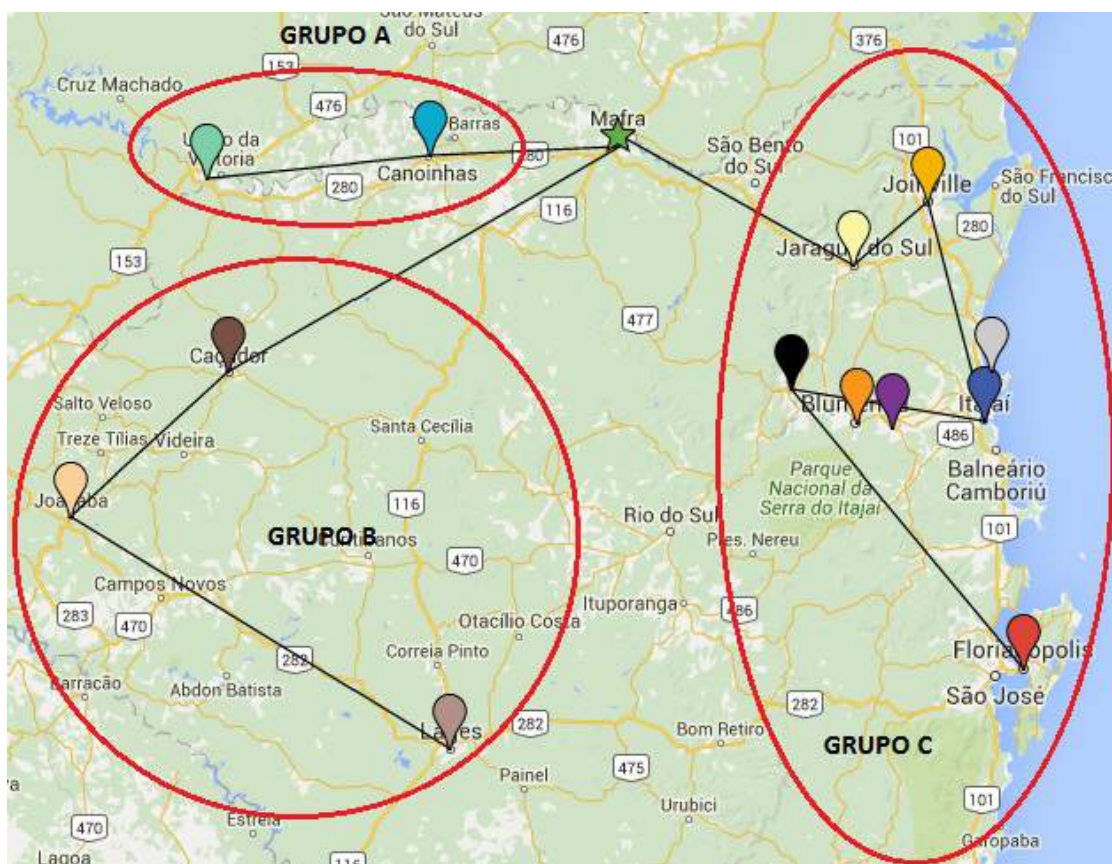 GRUPO A
São Mateus
do Sul
476
376
153
Cruz Machado
476
101
Mafra
Barras
São Bento
do Sul
da
280
Canoinhas
Joinville
São Francisc
do Sul
280
116
280
Jaraguá do Sul
153
477
Caçador
Salto Veloso
Blumenau
Itajaí
Treze Tílias
Videira
Santa Cecília
486
Balneário
Camboriú
Parque
Nacional da
Serra do Itajaí
Joaçaba
116
Rio do Sul
101
GRUPO B
Pres. Nereu
470
Campos Novos
Ituporanga
486
283
470
Otacílio Costa
282
Correia Pinto
Florianópolis
Barracão
Abdon Batista
São José
282
Lages
282
Bom Retiro
GRUPO C
475
Painel
101
Urubici
470
Estrela
Garopaba
Lagoa
116